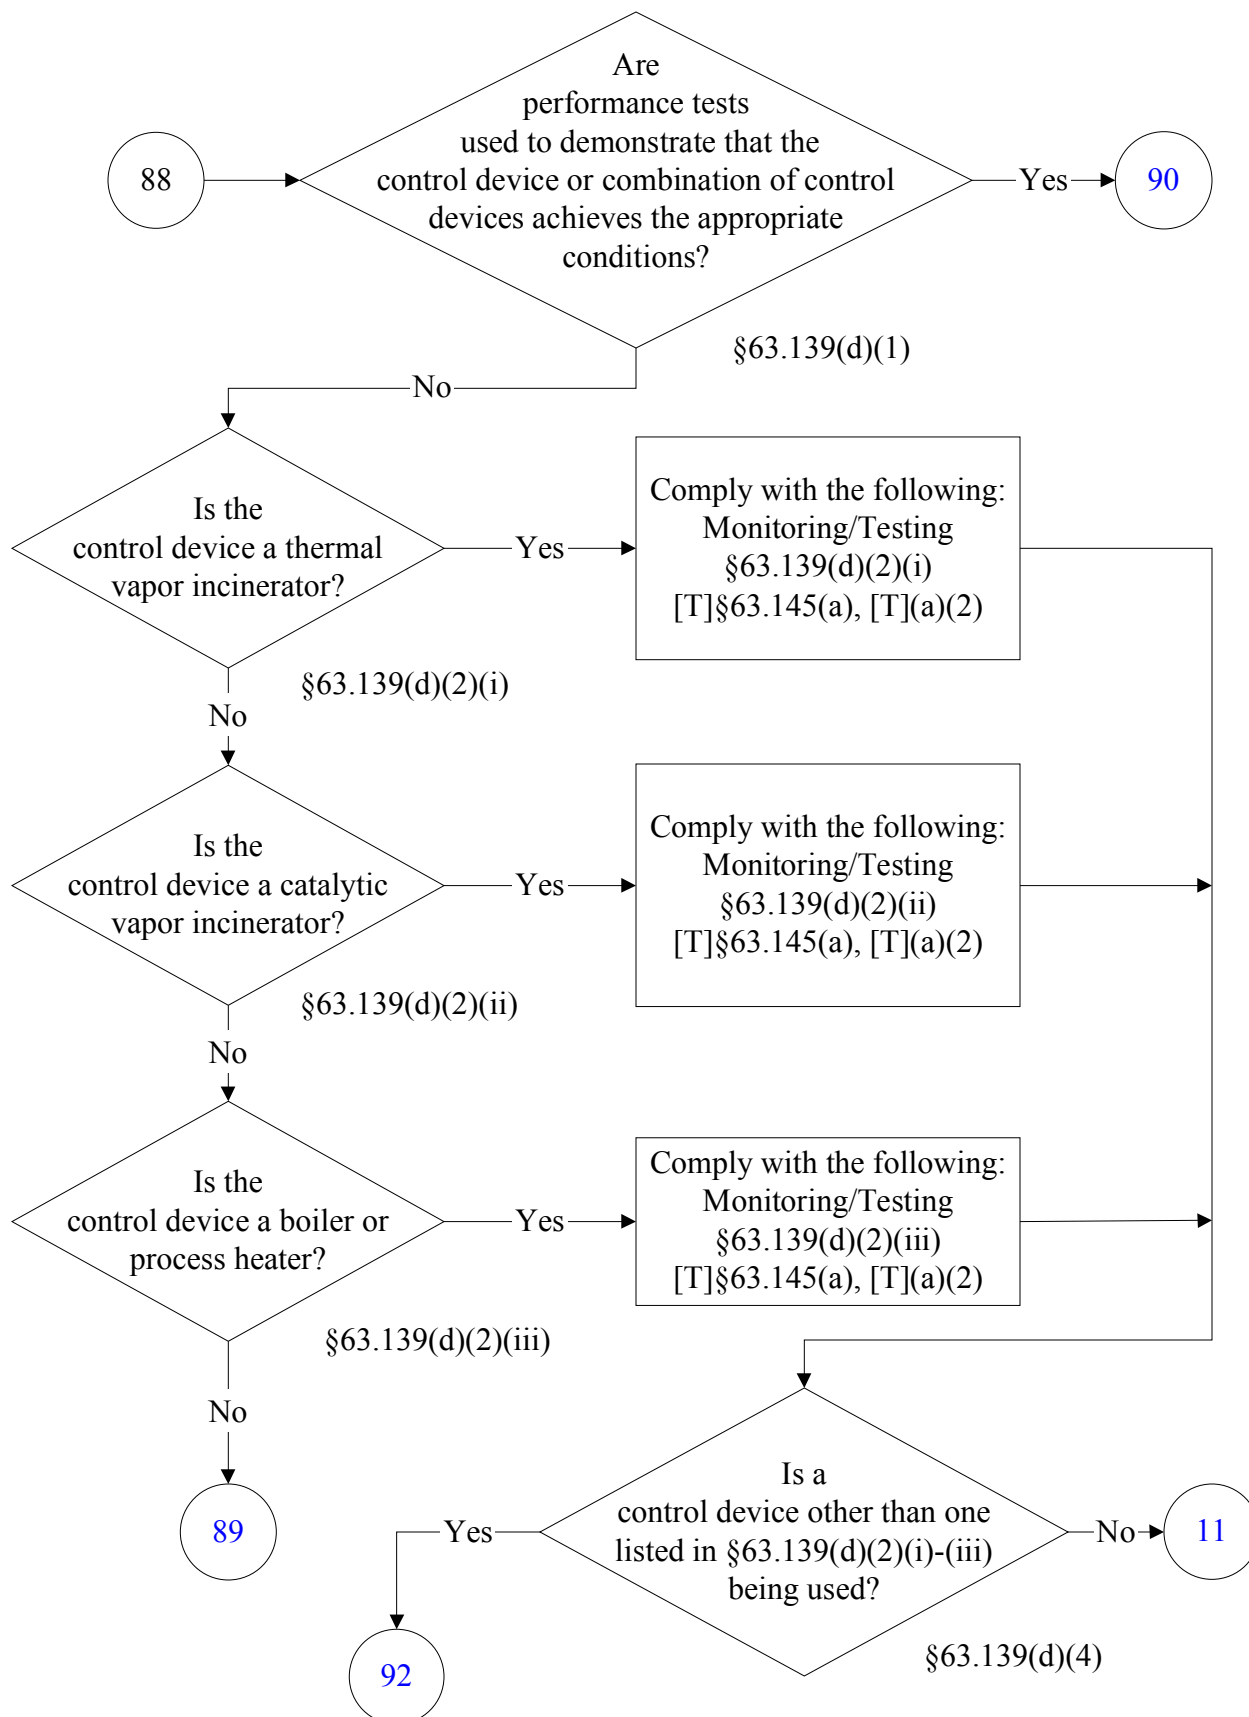 Are
performance tests
used to demonstrate that the
control device or combination of control
devices achieves the appropriate
conditions?
88
Yes
90
§63.139(d)(1)
No
Is the
control device a thermal
vapor incinerator?
Yes
Comply with the following:
Monitoring/Testing
§63.139(d)(2)(i)
[T]§63.145(a), [T](a)(2)
§63.139(d)(2)(i)
No
Is the
control device a catalytic
vapor incinerator?
Yes
Comply with the following:
Monitoring/Testing
§63.139(d)(2)(ii)
[T]§63.145(a), [T](a)(2)
§63.139(d)(2)(ii)
No
Is the
control device a boiler or
process heater?
Yes
Comply with the following:
Monitoring/Testing
§63.139(d)(2)(iii)
[T]§63.145(a), [T](a)(2)
§63.139(d)(2)(iii)
No
89
Is a
control device other than one
listed in §63.139(d)(2)(i)-(iii)
being used?
Yes
No
11
§63.139(d)(4)
92